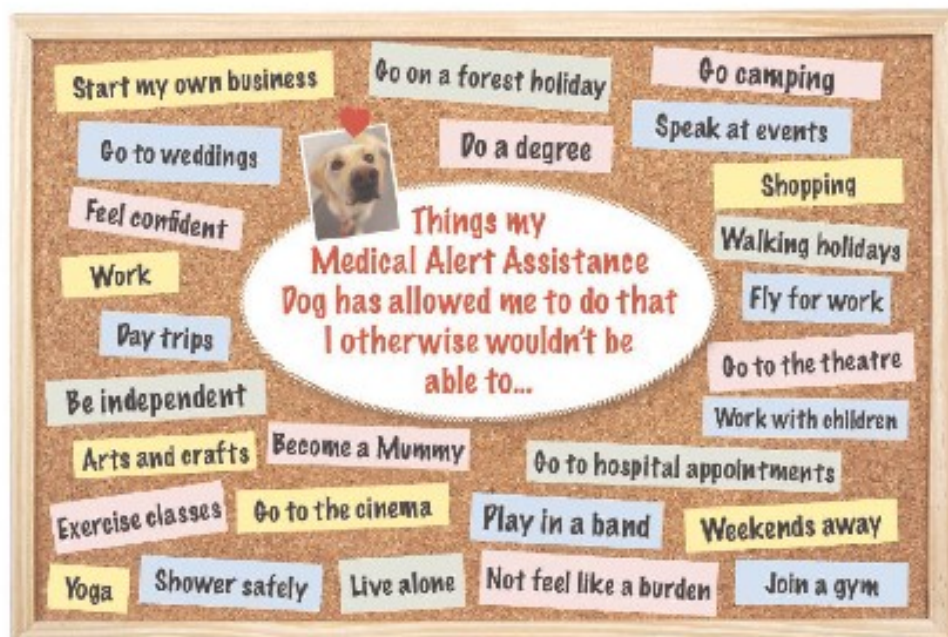 Start my own business
Go on a forest holiday
Go camping
Go to weddings
Do a degree
Speak at events
Shopping
Feel confident
Things my
Medical Alert Assistance
Dog has allowed me to do that
I otherwise wouldn't be
able to...
Walking holidays
Work
Fly for work
Day trips
Go to the theatre
Be independent
Work with children
Arts and crafts
Become a Mummy
Go to hospital appointments
Exercise classes
Go to the cinema
Play in a band
Weekends away
Yoga
Shower safely
Live alone
Not feel like a burden
Join a gym